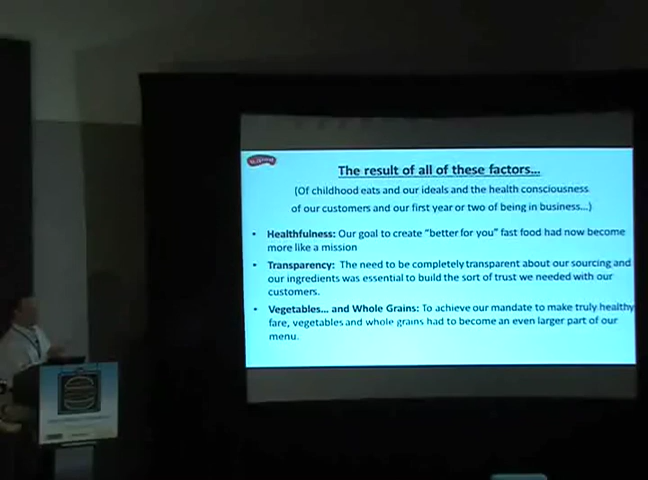 The result of all of these factors...
(Of childhood eats and our ideals and the health consciousness
of our customers and our first year or two of being in business...)
• Healthfulness: Our goal to create "better for you" fast food had now become
more like a mission
• Transparency: The need to be completely transparent about our sourcing and
our ingredients was essential to build the sort of trust we needed with our
customers.
• Vegetables... and Whole Grains: To achieve our mandate to make truly healthy
fare, vegetables and whole grains had to become an even larger part of our
menu.